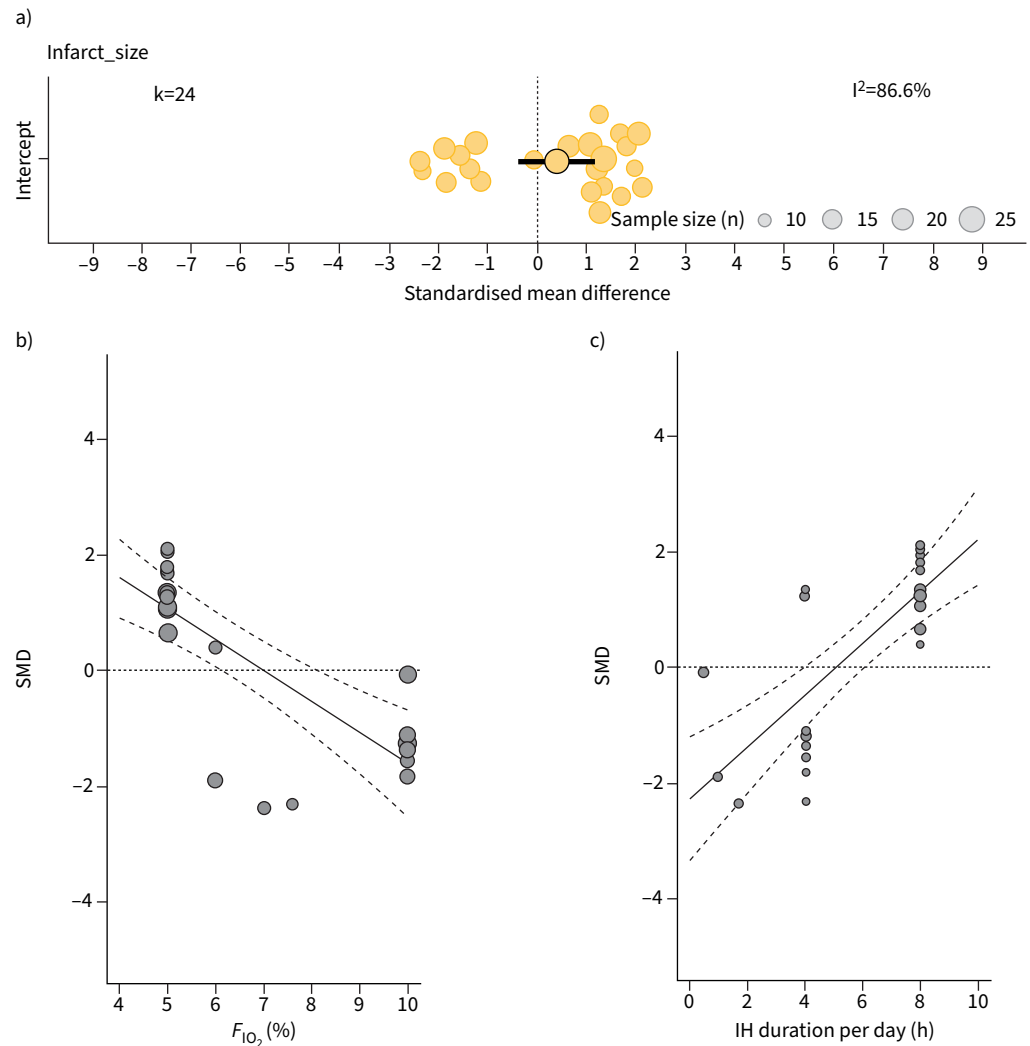 a)
Infarct_size
k=24
I²=86.6%
Intercept
Sample size (n) 10 15 20 25
–9 –8 –7 –6 –5 –4 –3 –2 –1 0 1 2 3 4 5 6 7 8 9
Standardised mean difference
b)
4
2
0
–2
–4
SMD
4 5 6 7 8 9 10
FIO₂ (%)
c)
4
2
0
–2
–4
SMD
0 2 4 6 8 10
IH duration per day (h)